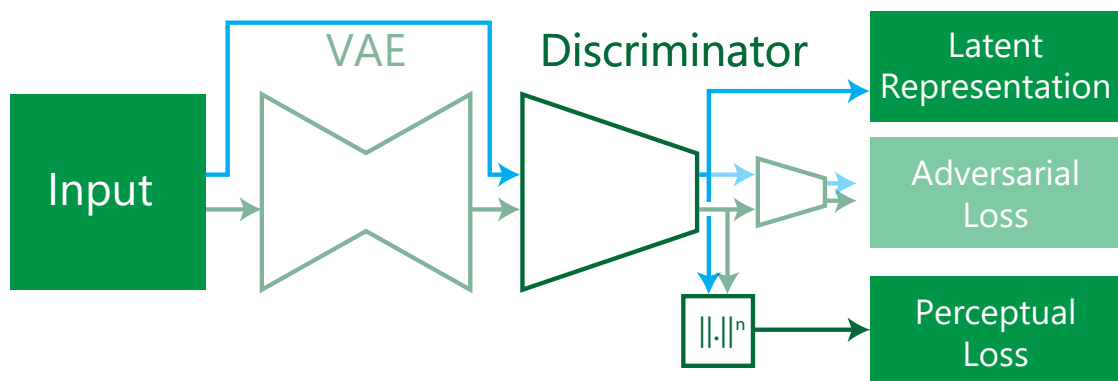 VAE
Discriminator
Latent
Representation
Input
Adversarial
Loss
||.||ⁿ
Perceptual
Loss